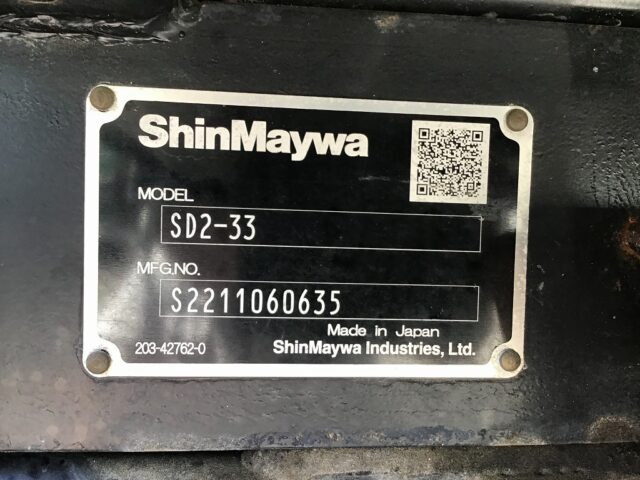 ShinMaywa
MODEL
SD2-33
MFG.NO.
S2211060635
Made in Japan
203-42762-0
ShinMaywa Industries, Ltd.